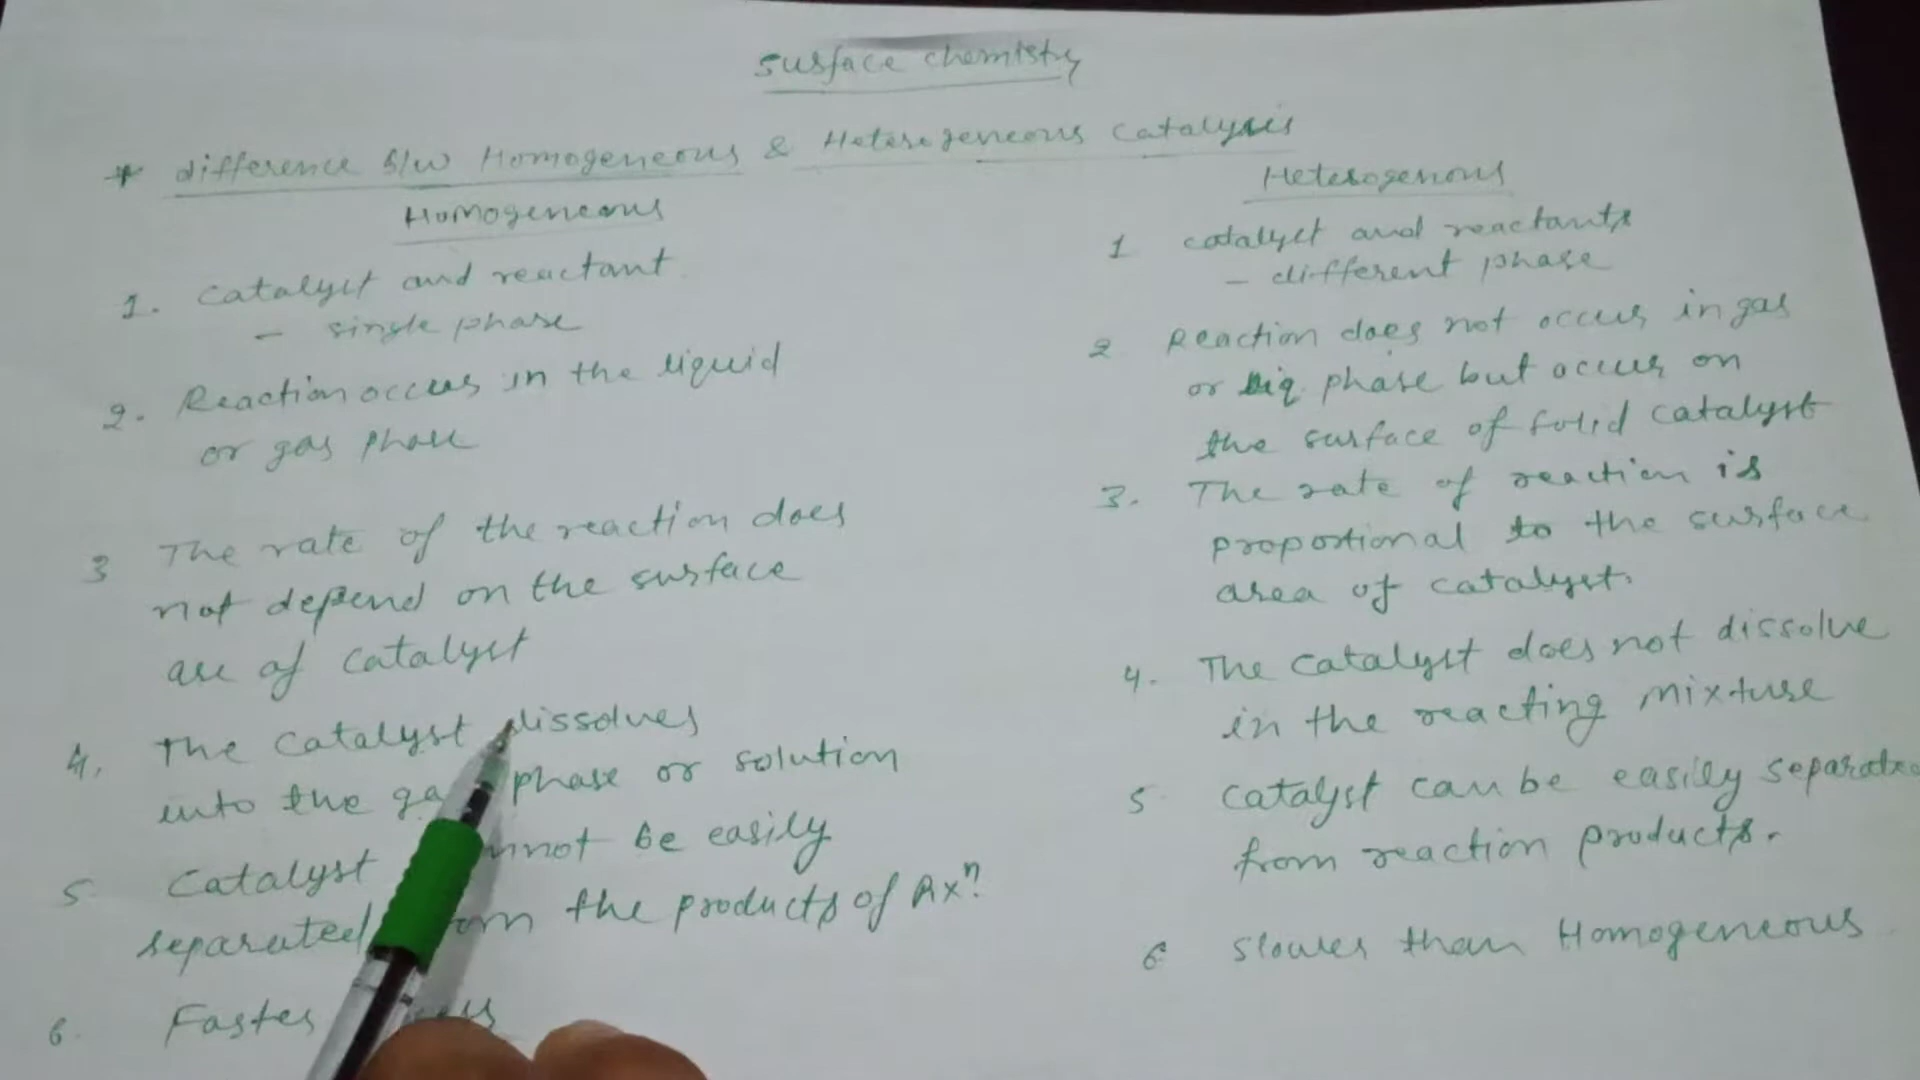 surface chemistry
* difference b/w Homogeneous & Heterogeneous catalysis
Homogeneous
1. Catalyst and reactant
- single phase
2. Reaction occurs in the liquid
or gas phase
3 The rate of the reaction does
not depend on the surface
are of catalyst
4. The catalyst dissolves
into the phase or solution
5 Catalyst be easily
separated the products of Rxn
6. Faster
Heterogenous
1 catalyst and reactants
- different phase
2 Reaction does not occur in gas
or liq. phase but occur on
the surface of solid catalyst
3. The rate of reaction is
proportional to the surface
area of catalyst.
4. The catalyst does not dissolve
in the reacting mixture
5 catalyst can be easily separated
from reaction products.
6 slower than Homogeneous